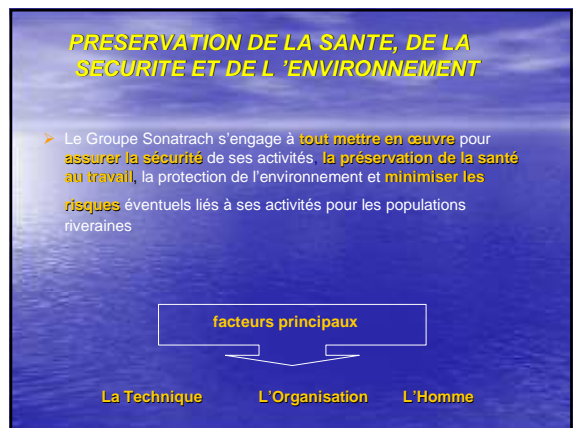 PRESERVATION DE LA SANTE, DE LA
SECURITE ET DE L ’ENVIRONNEMENT
➢ Le Groupe Sonatrach s’engage à tout mettre en œuvre pour
assurer la sécurité de ses activités, la préservation de la santé
au travail, la protection de l’environnement et minimiser les
risques éventuels liés à ses activités pour les populations
riveraines
facteurs principaux
La Technique L’Organisation L’Homme